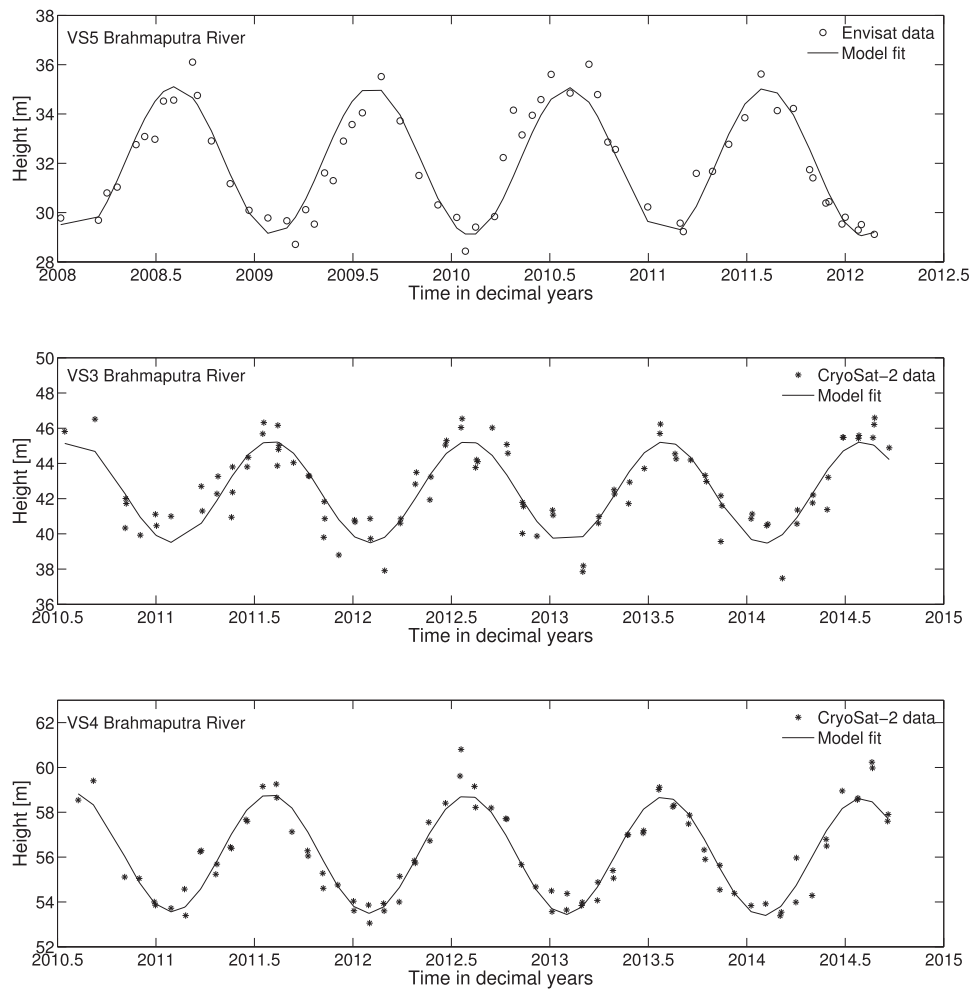 38
VS5 Brahmaputra River
Envisat data
Model fit
36
34
32
30
28
Height [m]
2008 2008.5 2009 2009.5 2010 2010.5 2011 2011.5 2012 2012.5
Time in decimal years
50
VS3 Brahmaputra River
CryoSat−2 data
Model fit
48
46
44
42
40
38
36
Height [m]
2010.5 2011 2011.5 2012 2012.5 2013 2013.5 2014 2014.5 2015
Time in decimal years
VS4 Brahmaputra River
CryoSat−2 data
Model fit
62
60
58
56
54
52
Height [m]
2010.5 2011 2011.5 2012 2012.5 2013 2013.5 2014 2014.5 2015
Time in decimal years